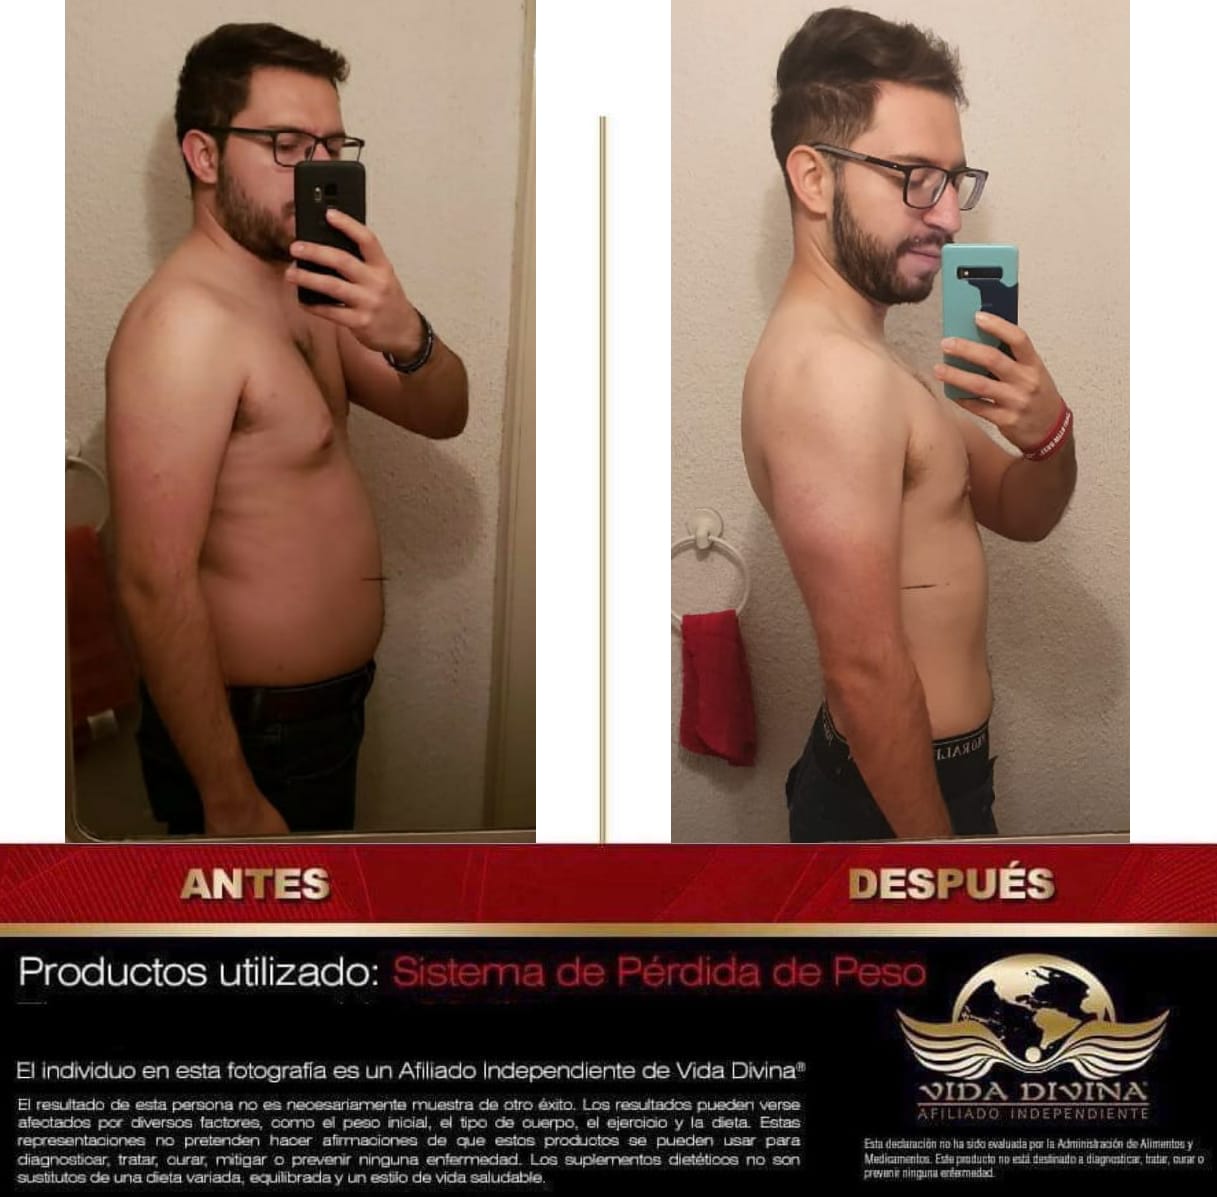 ANTES
DESPUÉS
Productos utilizado: Sistema de Pérdida de Peso
El individuo en esta fotografía es un Afiliado Independiente de Vida Divina®
El resultado de esta persona no es necesariamente muestra de otro éxito. Los resultados pueden verse
afectados por diversos factores, como el peso inicial, el tipo de cuerpo, el ejercicio y la dieta. Estas
representaciones no pretenden hacer afirmaciones de que estos productos se pueden usar para
diagnosticar, tratar, curar, mitigar o prevenir ninguna enfermedad. Los suplementos dietéticos no son
sustitutos de una dieta variada, equilibrada y un estilo de vida saludable.
VIDA DIVINA
AFILIADO INDEPENDIENTE
Esta declaración no ha sido evaluada por la Administración de Alimentos y
Medicamentos. Este producto no está destinado a diagnosticar, tratar, curar o
prevenir ninguna enfermedad.